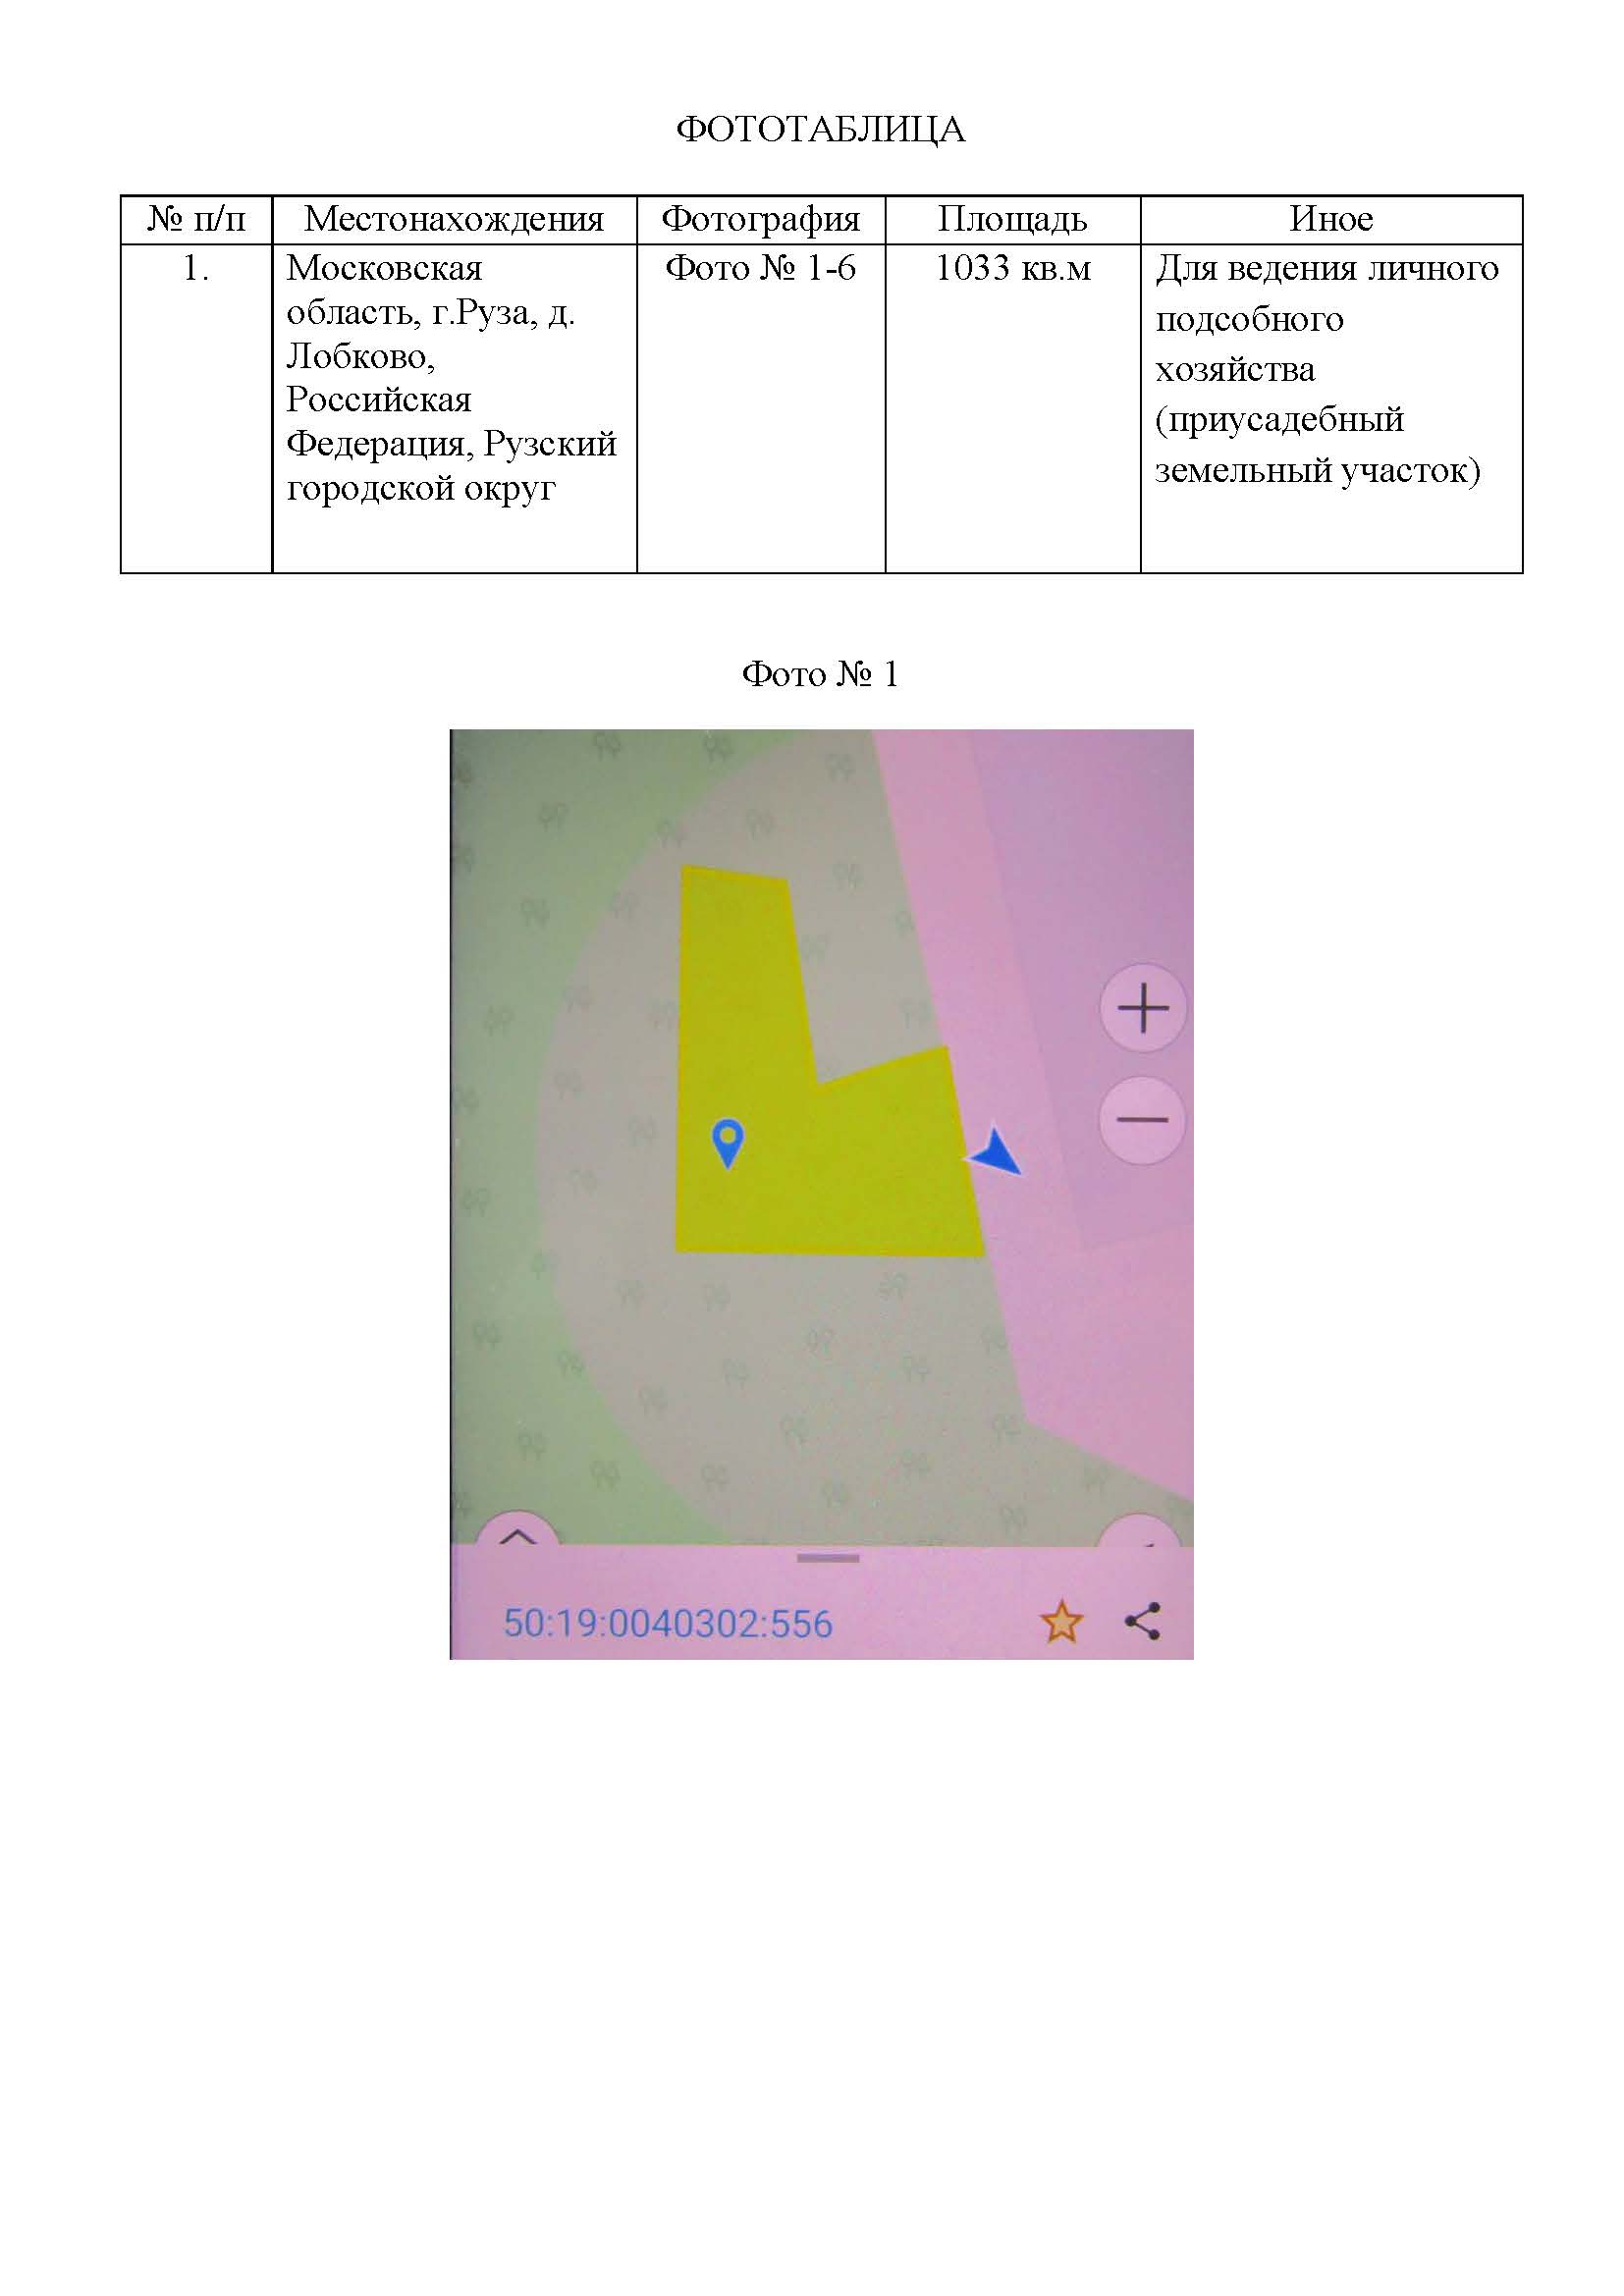 ФОТОТАБЛИЦА
№ п/п
Местонахождения
Фотография
Площадь
Иное
1.
Московская
область, г.Руза, д.
Лобково,
Российская
Федерация, Рузский
городской округ
Фото № 1-6
1033 кв.м
Для ведения личного
подсобного
хозяйства
(приусадебный
земельный участок)
Фото № 1
50:19:0040302:556